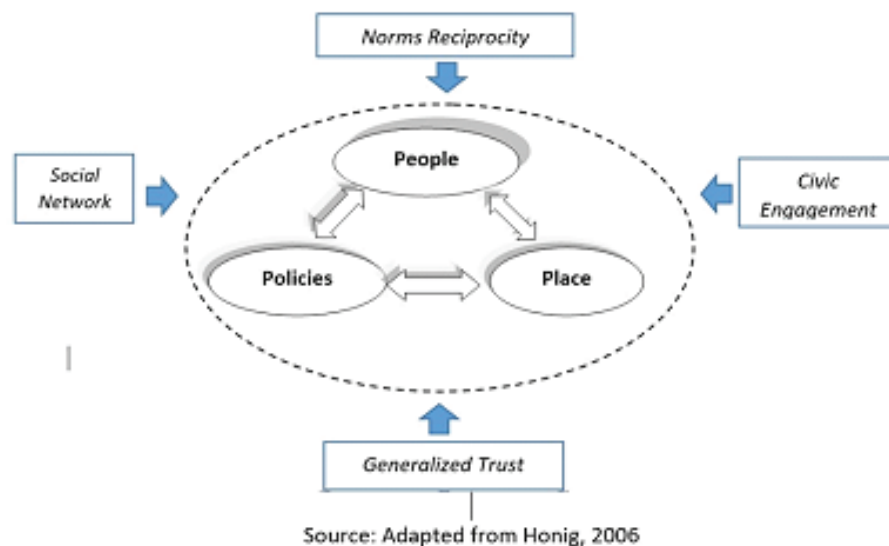 Norms Reciprocity
People
Social
Network
Civic
Engagement
Policies
Place
Generalized Trust
Source: Adapted from Honig, 2006